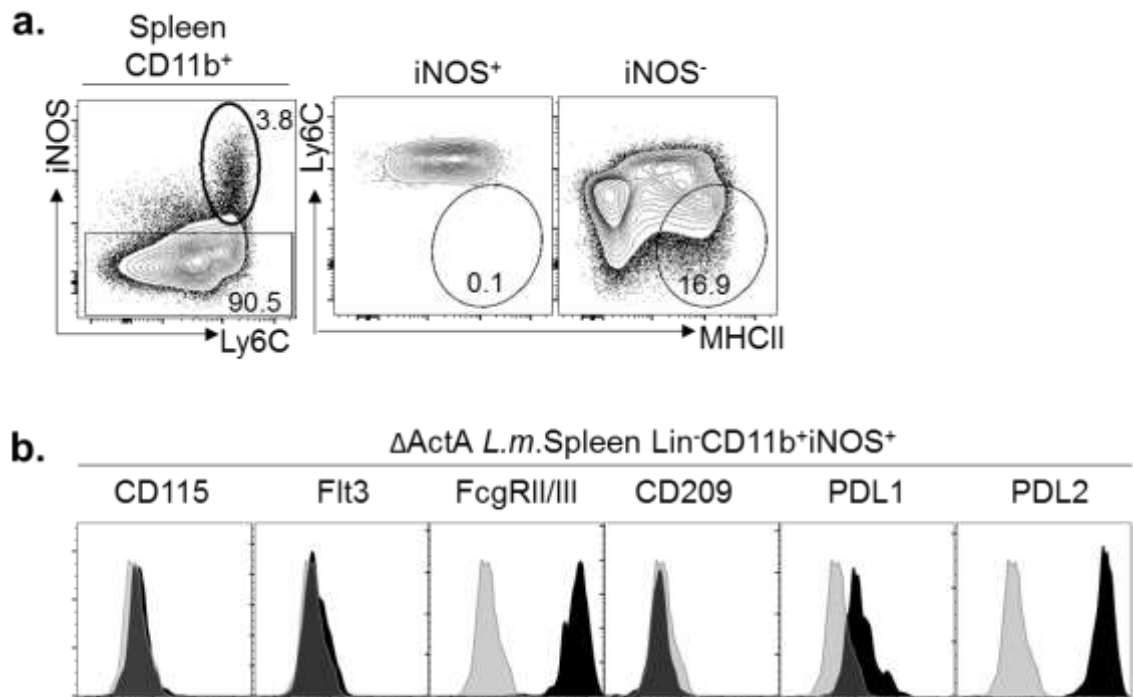 a.
Spleen
CD11b⁺
iNOS⁺
iNOS⁻
iNOS
3.8
90.5
Ly6C
Ly6C
0.1
16.9
MHCII
b.
ΔActA L.m.Spleen Lin⁻CD11b⁺iNOS⁺
CD115
Flt3
FcgRII/III
CD209
PDL1
PDL2